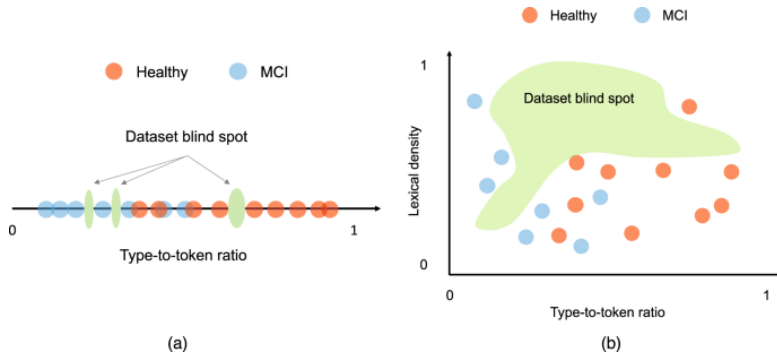 Healthy MCI
Dataset blind spot
0 1
Type-to-token ratio
(a)
Healthy MCI
1
Dataset blind spot
Lexical density
0
0 1
Type-to-token ratio
(b)